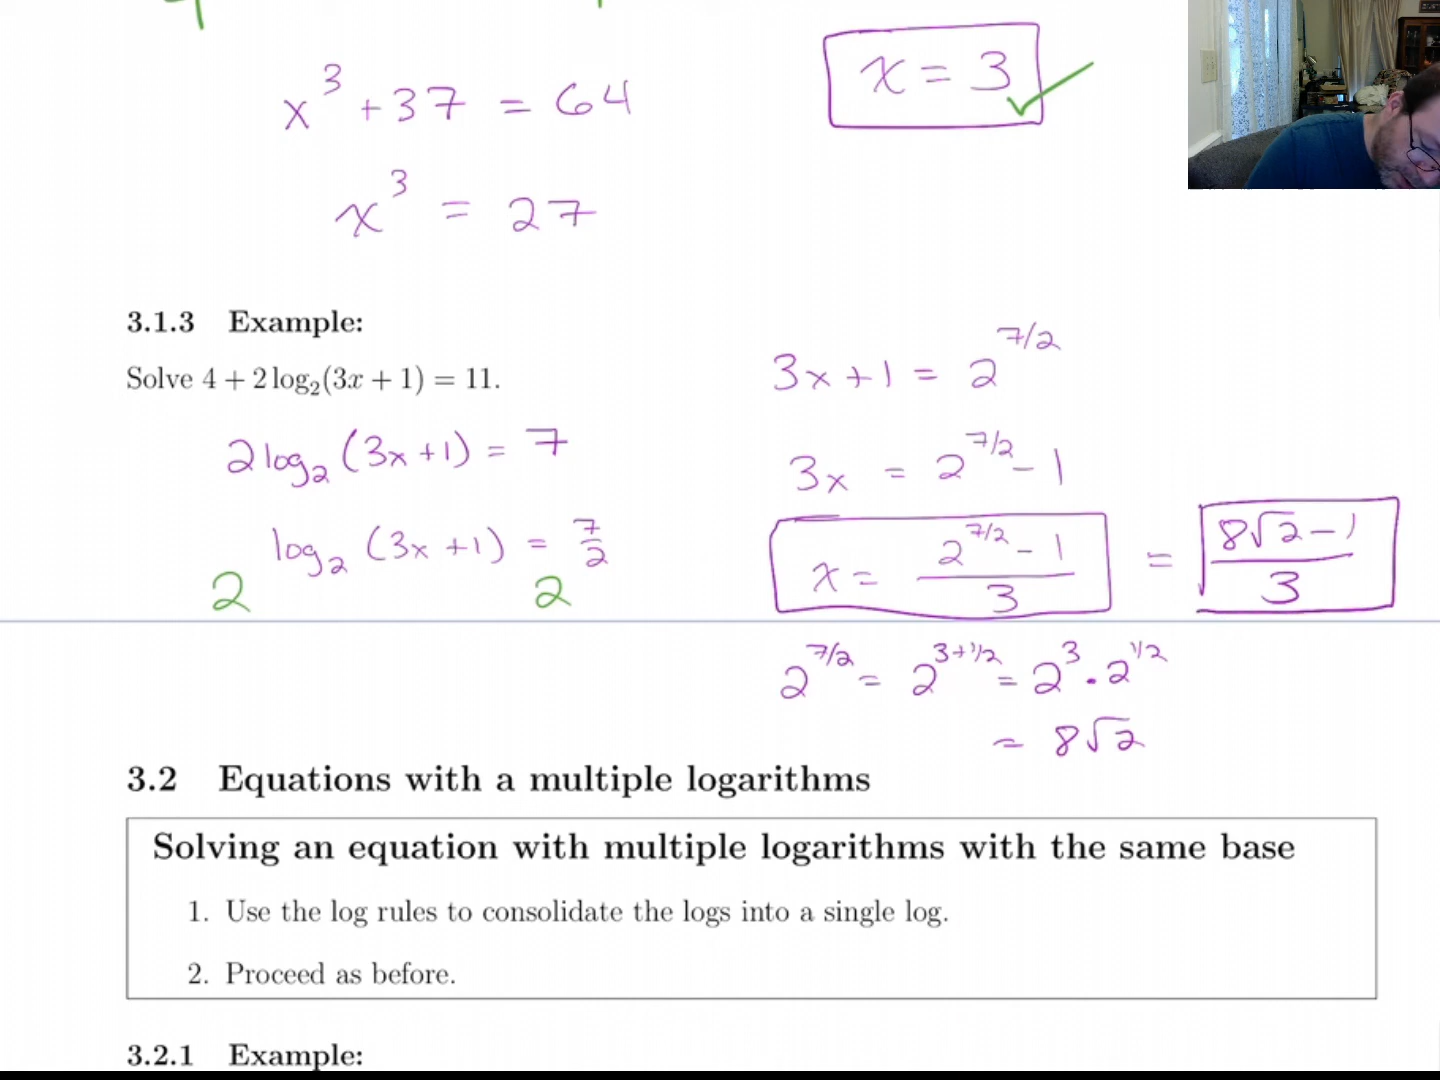 x³ + 37 = 64
x³ = 27
x = 3 ✓
3.1.3 Example:
Solve 4 + 2 log₂(3x + 1) = 11.
2 log₂ (3x + 1) = 7
log₂ (3x + 1) = 7/2
2 2
3x + 1 = 2^(7/2)
3x = 2^(7/2) − 1
x = (2^(7/2) − 1)/3 = (8√2 − 1)/3
2^(7/2) = 2^(3+1/2) = 2³ · 2^(1/2)
= 8√2
3.2 Equations with a multiple logarithms
Solving an equation with multiple logarithms with the same base
1. Use the log rules to consolidate the logs into a single log.
2. Proceed as before.
3.2.1 Example: